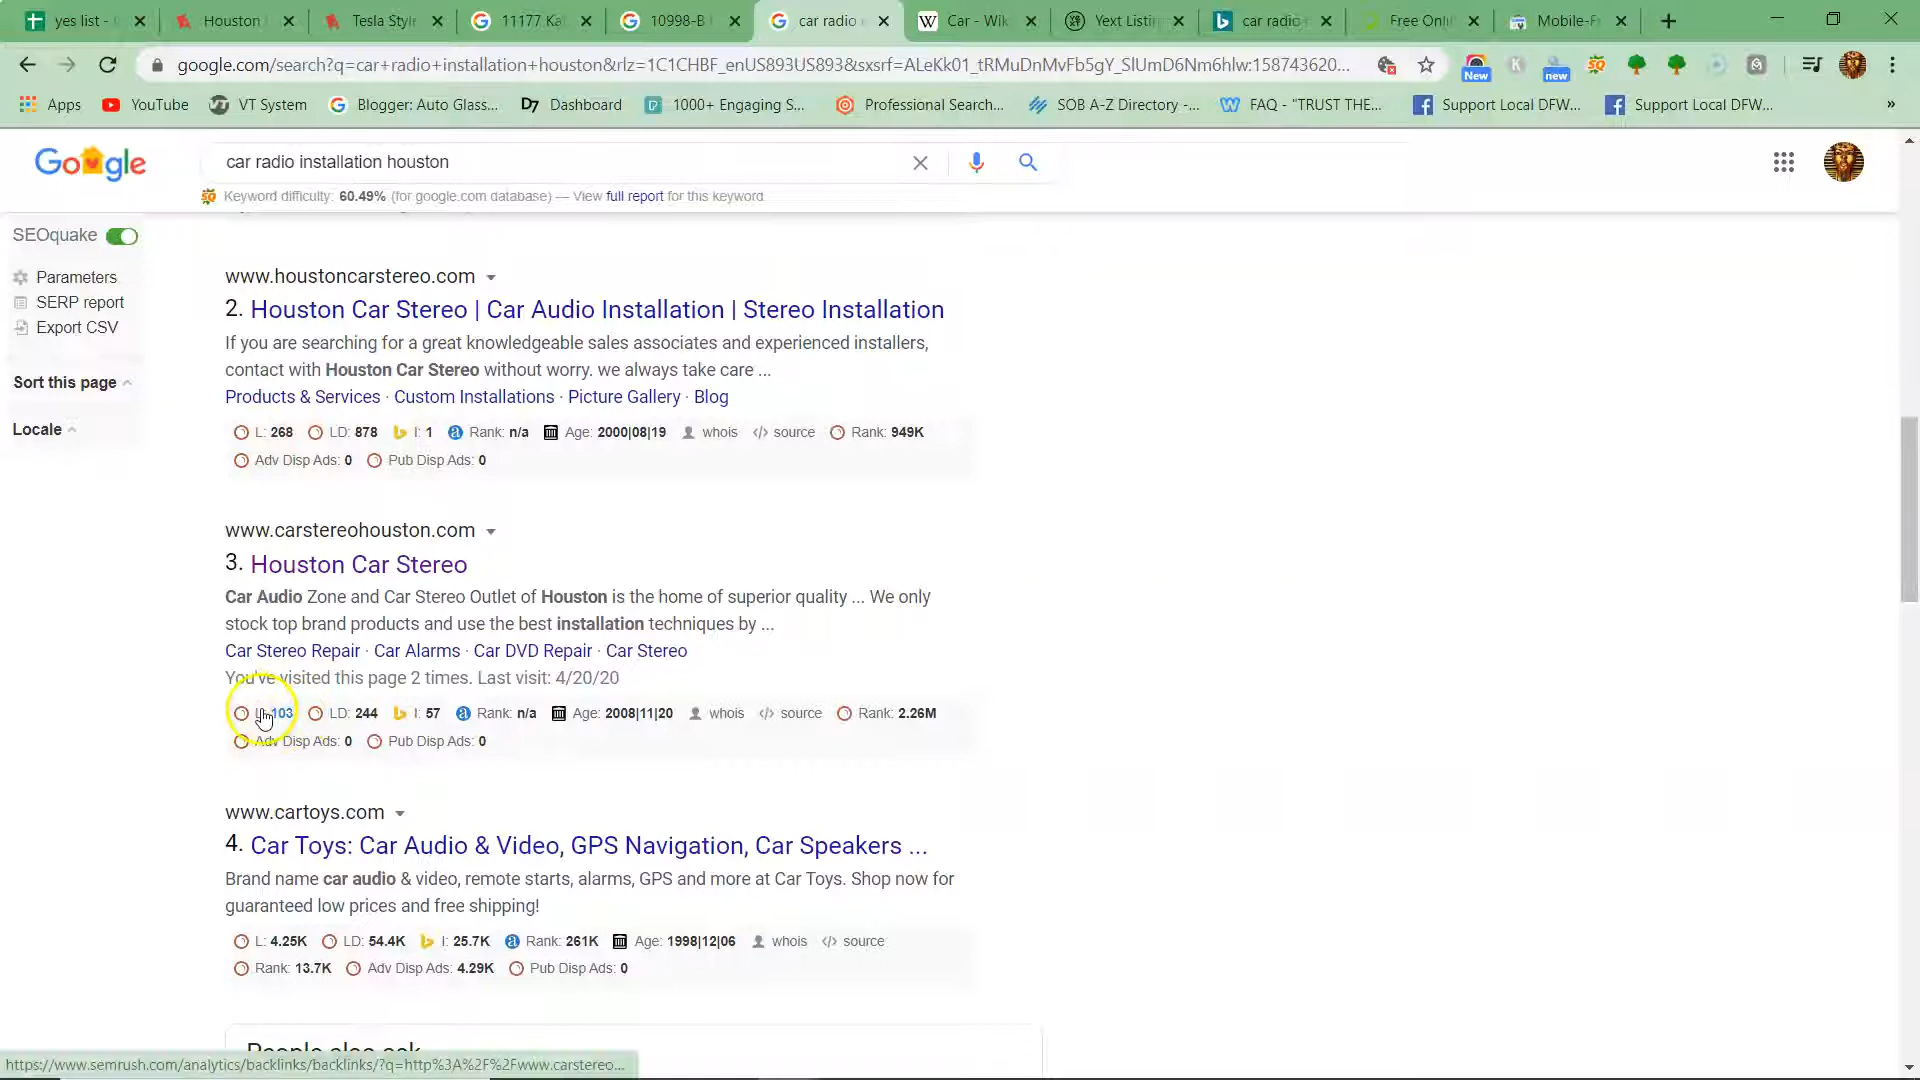 yes list -
Houston
Tesla Style
11177 Ka
10998-B
car radio
Car - Wik
Yext Listin
car radio
Free Onli
Mobile-F
google.com/search?q=car+radio+installation+houston&rlz=1C1CHBF_enUS893US893&sxsrf=ALeKk01_tRMuDnMvFb5gY_SlUmD6Nm6hlw:158743620...
New
new
Apps
YouTube
VT System
Blogger: Auto Glass...
Dashboard
1000+ Engaging S...
Professional Search...
SOB A-Z Directory -...
FAQ - "TRUST THE...
Support Local DFW...
Support Local DFW...
»
Google
car radio installation houston
Keyword difficulty: 60.49% (for google.com database) — View full report for this keyword
SEOquake
Parameters
SERP report
Export CSV
Sort this page
Locale
www.houstoncarstereo.com
2. Houston Car Stereo | Car Audio Installation | Stereo Installation
If you are searching for a great knowledgeable sales associates and experienced installers,
contact with Houston Car Stereo without worry. we always take care ...
Products & Services · Custom Installations · Picture Gallery · Blog
L: 268 LD: 878 I: 1 Rank: n/a Age: 2000|08|19 whois </> source Rank: 949K
Adv Disp Ads: 0 Pub Disp Ads: 0
www.carstereohouston.com
3. Houston Car Stereo
Car Audio Zone and Car Stereo Outlet of Houston is the home of superior quality ... We only
stock top brand products and use the best installation techniques by ...
Car Stereo Repair · Car Alarms · Car DVD Repair · Car Stereo
You've visited this page 2 times. Last visit: 4/20/20
L: 103 LD: 244 I: 57 Rank: n/a Age: 2008|11|20 whois </> source Rank: 2.26M
Adv Disp Ads: 0 Pub Disp Ads: 0
www.cartoys.com
4. Car Toys: Car Audio & Video, GPS Navigation, Car Speakers ...
Brand name car audio & video, remote starts, alarms, GPS and more at Car Toys. Shop now for
guaranteed low prices and free shipping!
L: 4.25K LD: 54.4K I: 25.7K Rank: 261K Age: 1998|12|06 whois </> source
Rank: 13.7K Adv Disp Ads: 4.29K Pub Disp Ads: 0
People also ask
https://www.semrush.com/analytics/backlinks/backlinks/?q=http%3A%2F%2Fwww.carstereo...